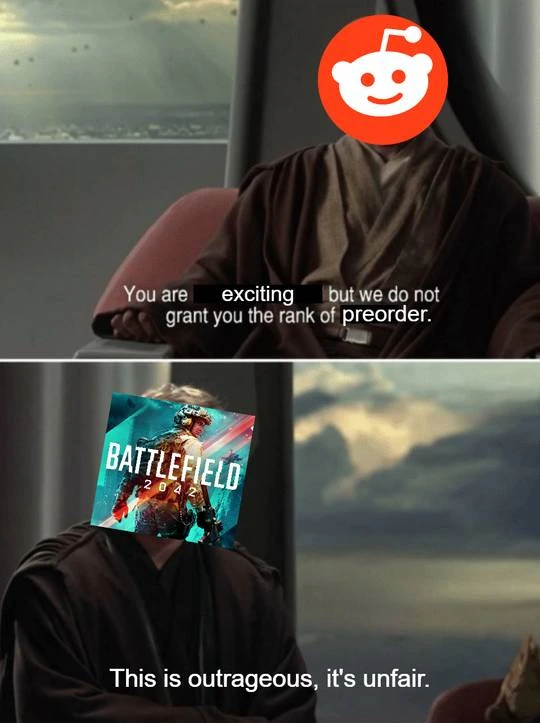 You are exciting but we do not
grant you the rank of preorder.
BATTLEFIELD
2042
This is outrageous, it's unfair.